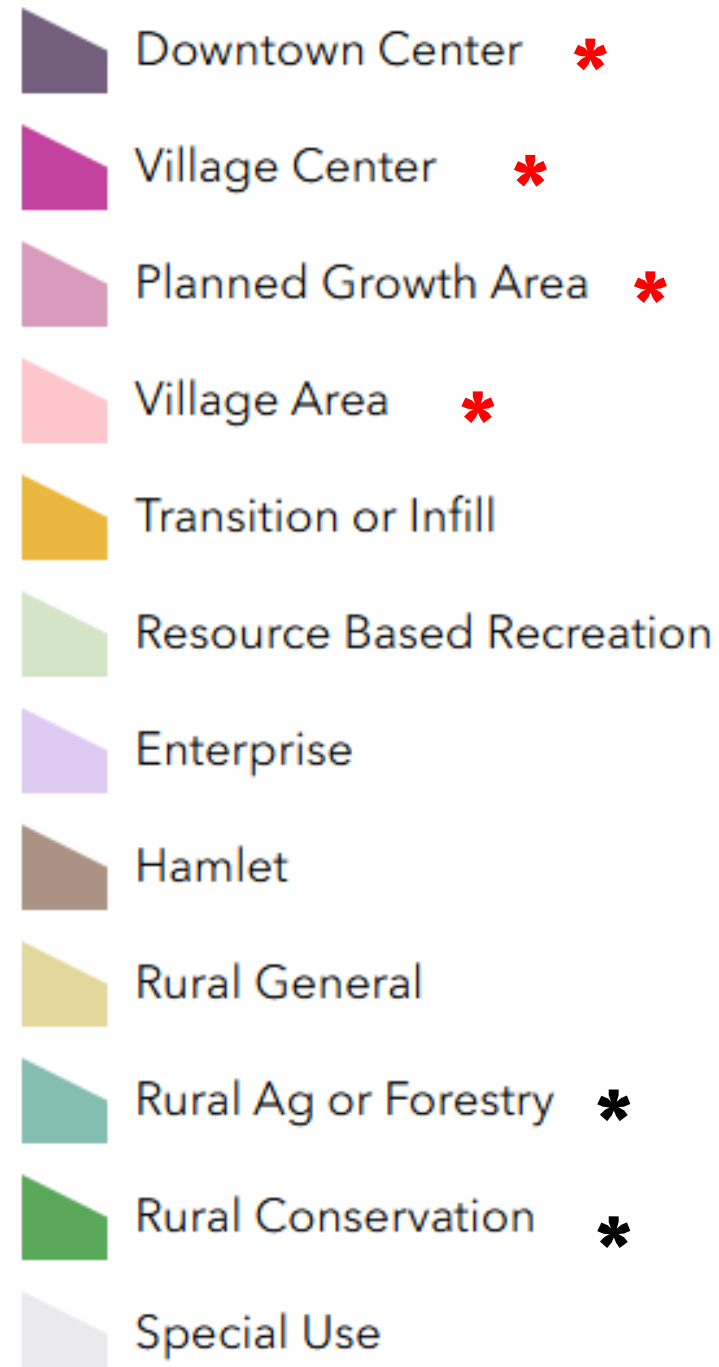 Downtown Center *
Village Center *
Planned Growth Area *
Village Area *
Transition or Infill
Resource Based Recreation
Enterprise
Hamlet
Rural General
Rural Ag or Forestry *
Rural Conservation *
Special Use